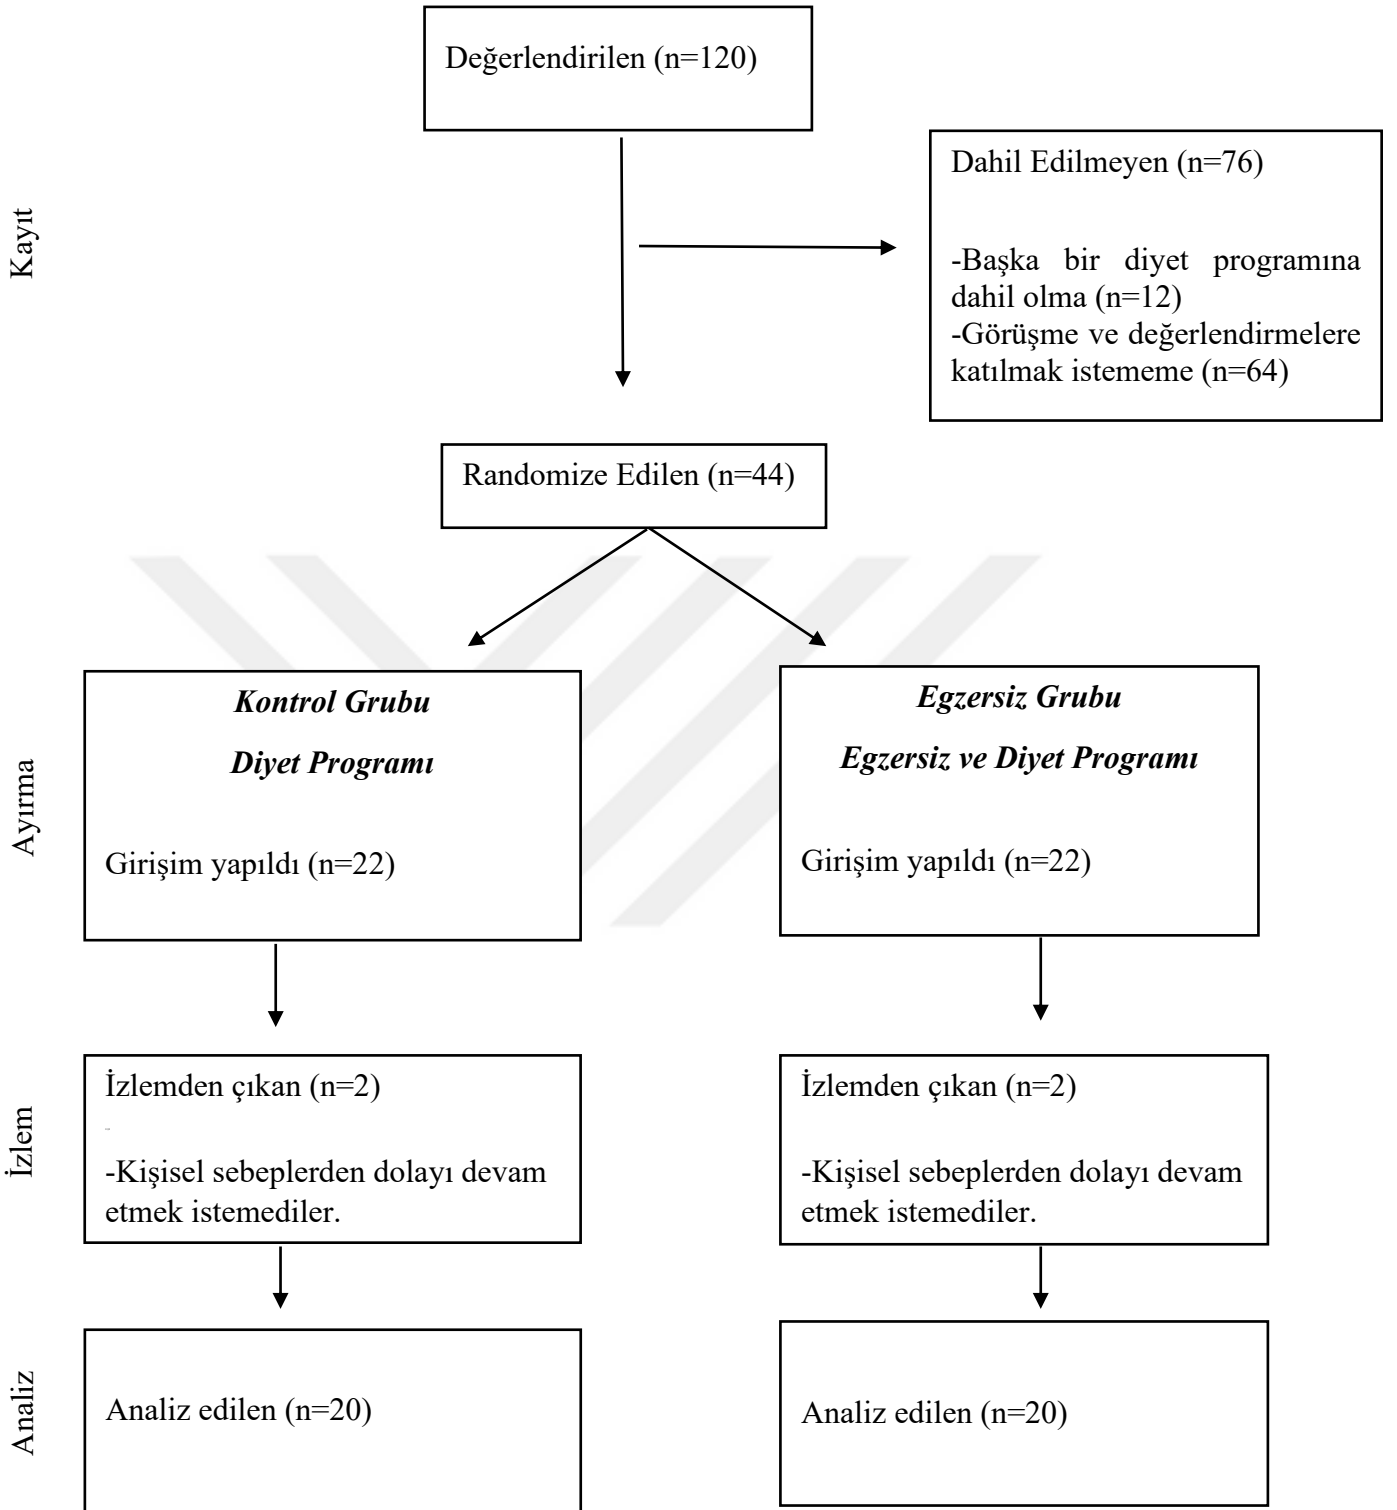 Değerlendirilen (n=120)
Kayıt
Dahil Edilmeyen (n=76)
-Başka bir diyet programına
dahil olma (n=12)
-Görüşme ve değerlendirmelere
katılmak istememe (n=64)
Randomize Edilen (n=44)
Ayırma
Kontrol Grubu
Diyet Programı
Girişim yapıldı (n=22)
Egzersiz Grubu
Egzersiz ve Diyet Programı
Girişim yapıldı (n=22)
İzlem
İzlemden çıkan (n=2)
-Kişisel sebeplerden dolayı devam
etmek istemediler.
İzlemden çıkan (n=2)
-Kişisel sebeplerden dolayı devam
etmek istemediler.
Analiz
Analiz edilen (n=20)
Analiz edilen (n=20)